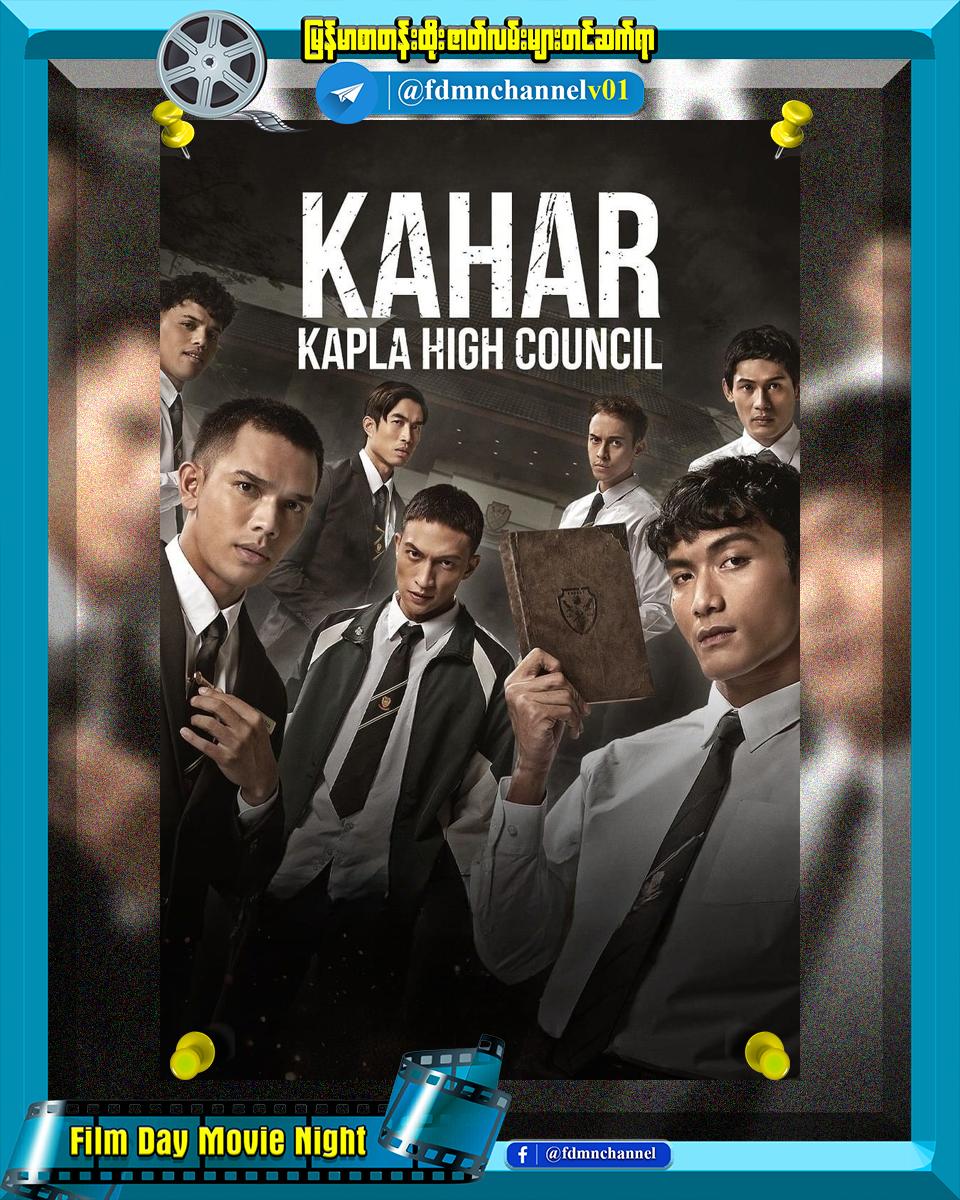 မြန်မာစာတန်းထိုးဇာတ်လမ်းများတင်ဆက်ရာ
@fdmnchannelv01
KAHAR
KAPLA HIGH COUNCIL
Film Day Movie Night
@fdmnchannel